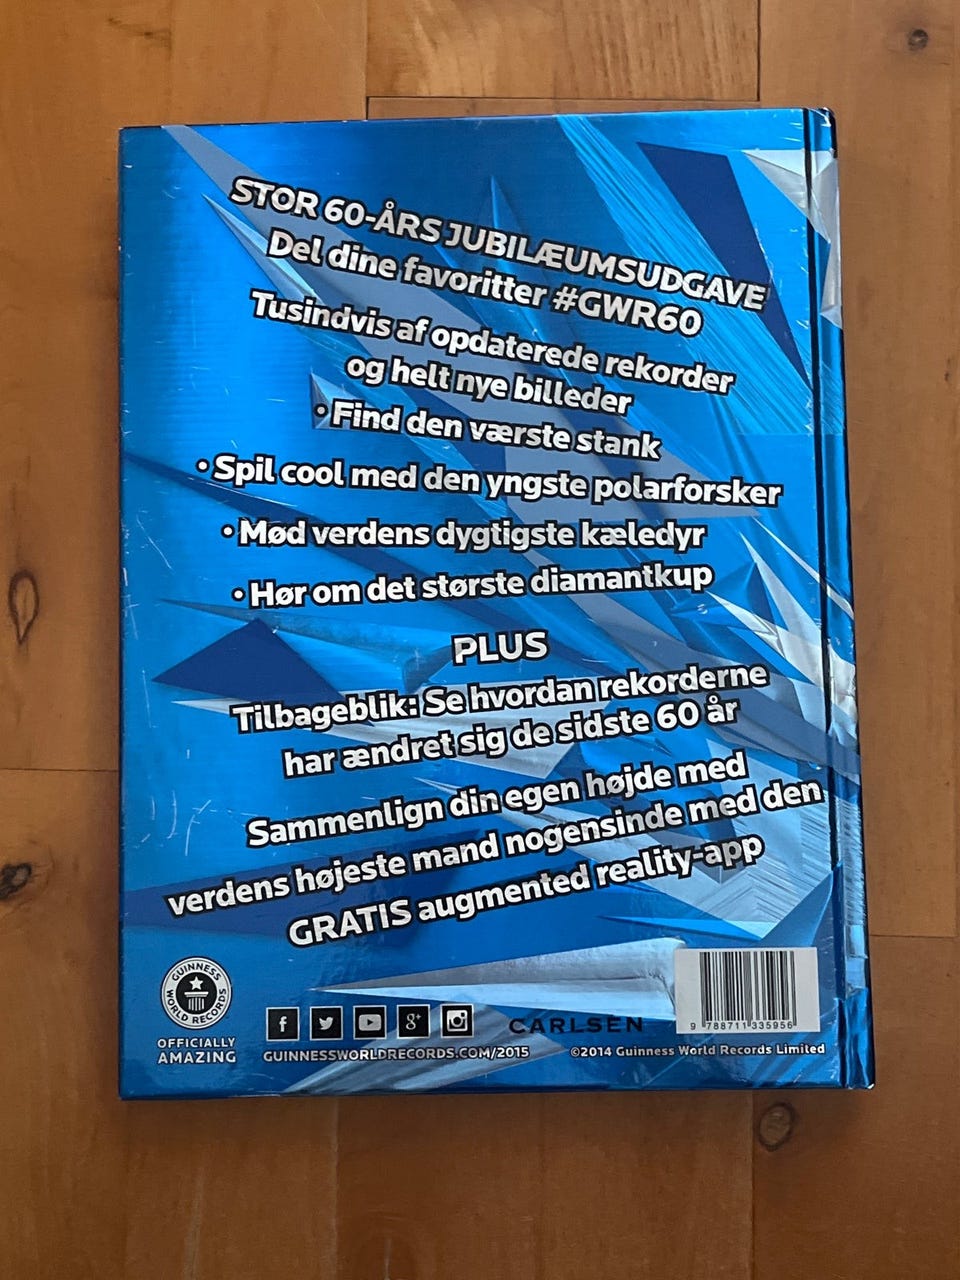 STOR 60-ÅRS JUBILÆUMSUDGAVE
Del dine favoritter #GWR60
Tusindvis af opdaterede rekorder
og helt nye billeder
• Find den værste stank
• Spil cool med den yngste polarforsker
• Mød verdens dygtigste kæledyr
• Hør om det største diamantkup
PLUS
Tilbageblik: Se hvordan rekorderne
har ændret sig de sidste 60 år
Sammenlign din egen højde med
verdens højeste mand nogensinde med den
GRATIS augmented reality-app
GUINNESS
WORLD RECORDS
OFFICIALLY
AMAZING
f
g+
GUINNESSWORLDRECORDS.COM/2015
CARLSEN
9 788711 335956
©2014 Guinness World Records Limited